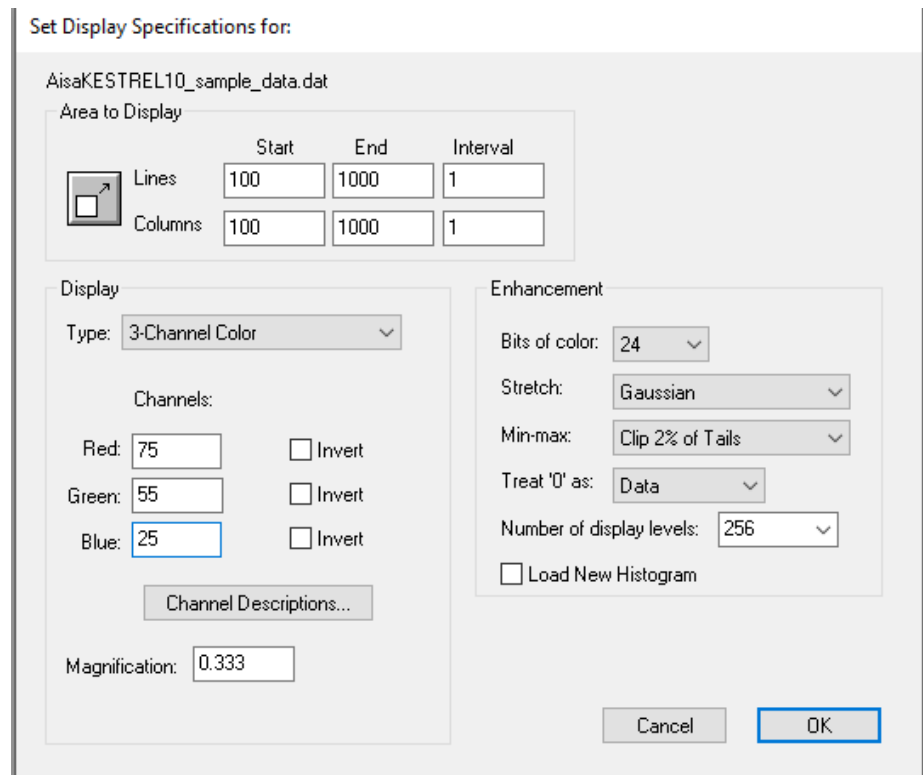 Set Display Specifications for:
AisaKESTREL10_sample_data.dat
Area to Display
Start End Interval
Lines 100 1000 1
Columns 100 1000 1
Display
Type: 3-Channel Color
Channels:
Red: 75 Invert
Green: 55 Invert
Blue: 25 Invert
Channel Descriptions...
Magnification: 0.333
Enhancement
Bits of color: 24
Stretch: Gaussian
Min-max: Clip 2% of Tails
Treat '0' as: Data
Number of display levels: 256
Load New Histogram
Cancel OK